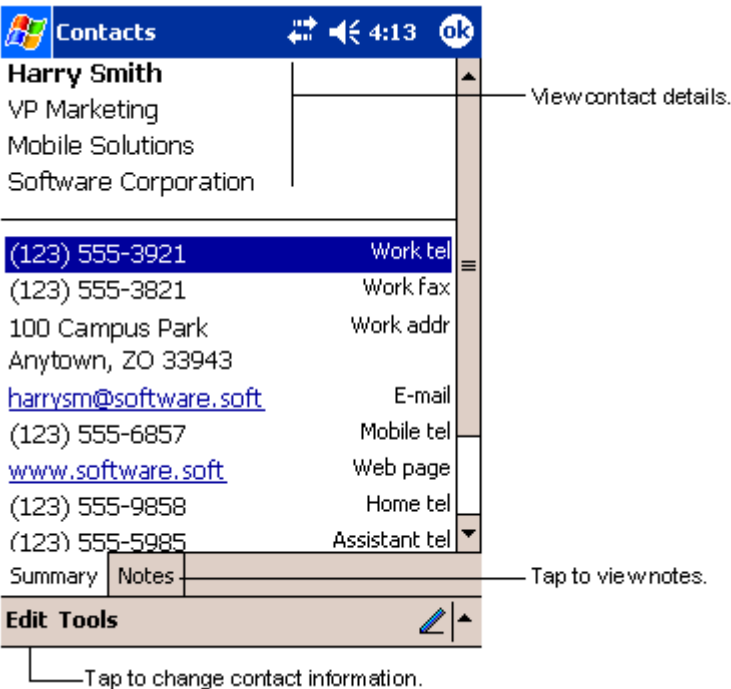 Contacts 4:13 ok
Harry Smith
VP Marketing
Mobile Solutions
Software Corporation
View contact details.
(123) 555-3921 Work tel
(123) 555-3821 Work fax
100 Campus Park Work addr
Anytown, ZO 33943
harrysm@software.soft E-mail
(123) 555-6857 Mobile tel
www.software.soft Web page
(123) 555-9858 Home tel
(123) 555-5985 Assistant tel
Summary Notes Tap to view notes.
Edit Tools
Tap to change contact information.